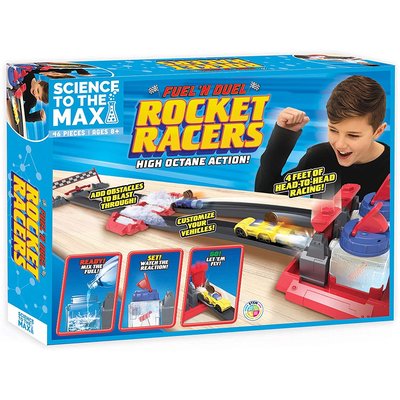 SCIENCE
TO THE
MAX!
46 PIECES | AGES 8+
FUEL 'N DUEL
ROCKET
RACERS
HIGH OCTANE ACTION!
ADD OBSTACLES
TO BLAST
THROUGH!
4 FEET OF
HEAD-TO-HEAD
RACING!
CUSTOMIZE
YOUR
VEHICLES!
READY!
MIX THE
FUEL!
SET!
WATCH THE
REACTION!
GO!
LET 'EM
FLY!
ROCKET
RACERS
FUEL 'N DUEL
SCIENCE
TO THE
MAX!